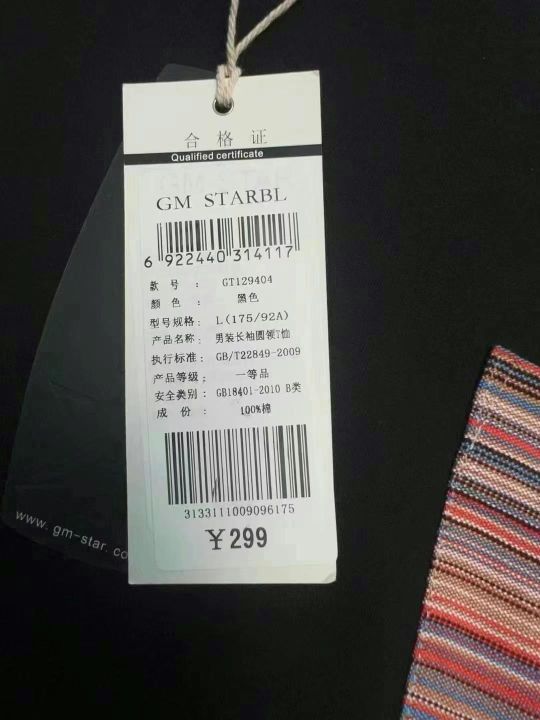 合格证
Qualified certificate
GM STARBL
6 922440 314117
款号： GT129404
颜色： 黑色
型号规格： L(175/92A)
产品名称： 男装长袖圆领T恤
执行标准： GB/T22849-2009
产品等级： 一等品
安全类别： GB18401-2010 B类
成份： 100%棉
3133111009096175
￥299
www.gm-star.co